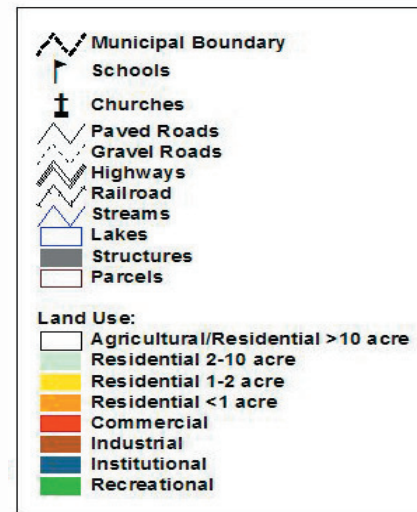 Municipal Boundary
Schools
Churches
Paved Roads
Gravel Roads
Highways
Railroad
Streams
Lakes
Structures
Parcels
Land Use:
Agricultural/Residential >10 acre
Residential 2-10 acre
Residential 1-2 acre
Residential <1 acre
Commercial
Industrial
Institutional
Recreational